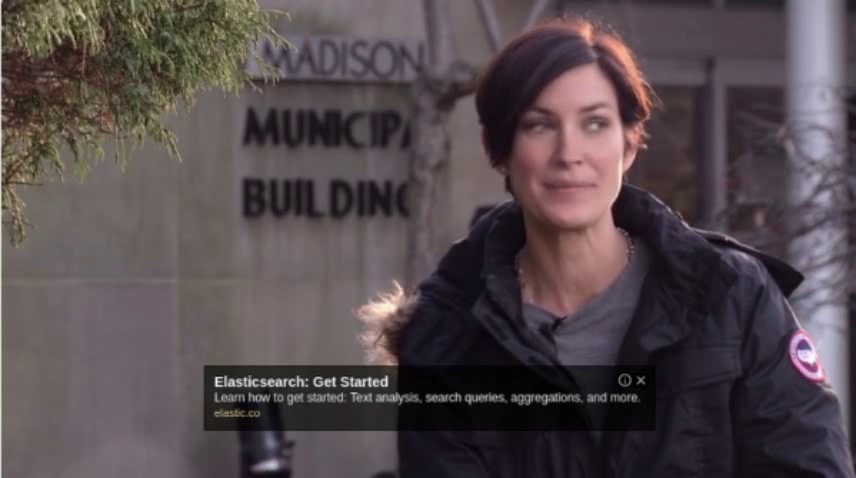 MADISON
MUNICIPA
BUILDING
Elasticsearch: Get Started
Learn how to get started: Text analysis, search queries, aggregations, and more.
elastic.co